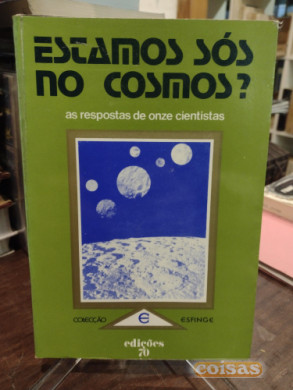 ESTAMOS SÓS
NO COSMOS?
as respostas de onze cientistas
COLECÇÃO
e
ESFINGE
edições
70
coisas